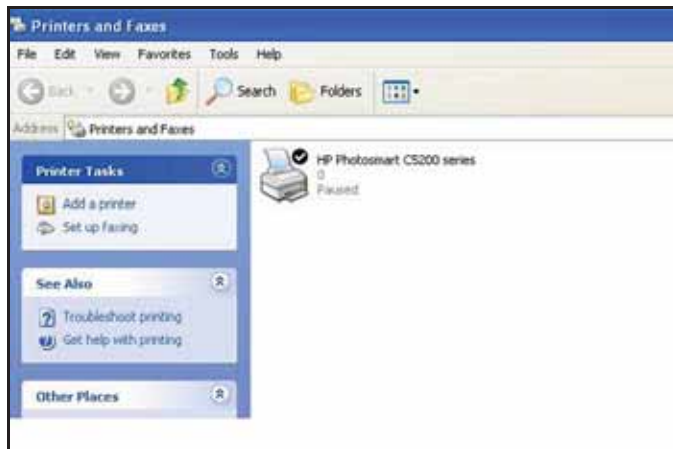 Printers and Faxes
File Edit View Favorites Tools Help
Back Search Folders
Address Printers and Faxes
Printer Tasks
Add a printer
Set up faxing
See Also
Troubleshoot printing
Get help with printing
Other Places
HP Photosmart C5200 series
0
Paused